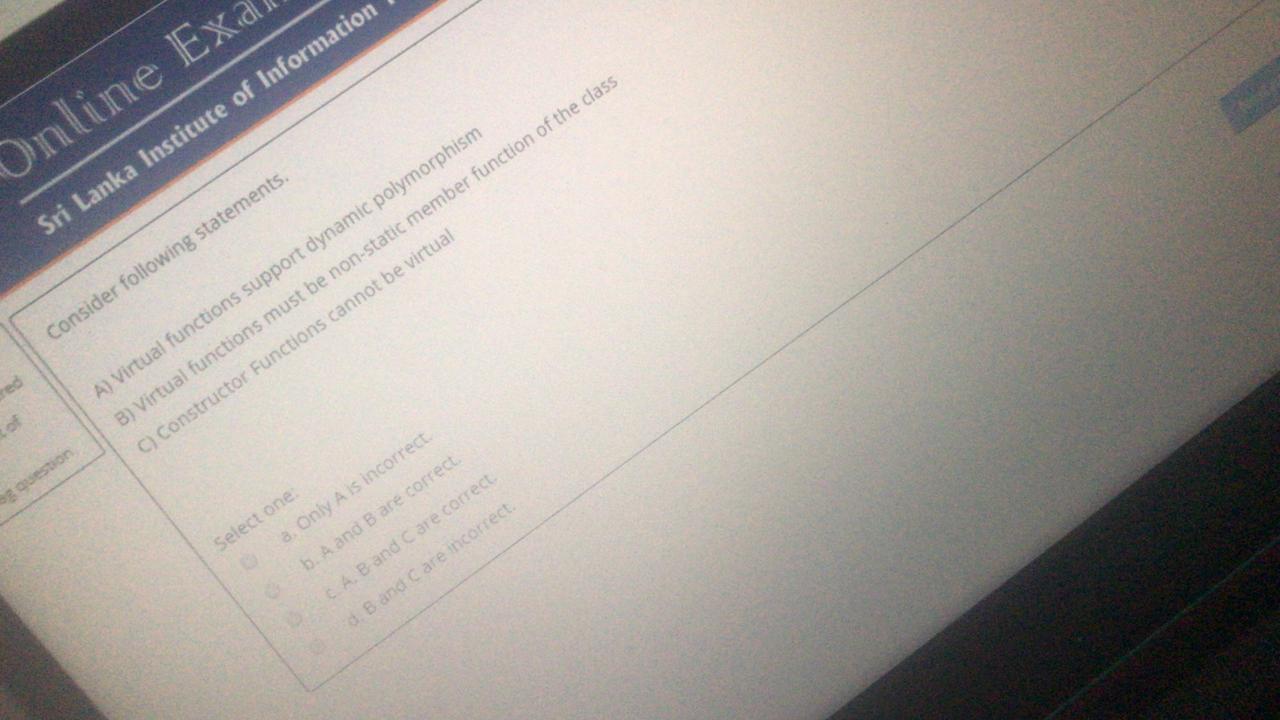 Online Exam
Sri Lanka Institute of Information
Consider following statements.
A) Virtual functions support dynamic polymorphism
B) Virtual functions must be non-static member function of the class
C) Constructor Functions cannot be virtual
of
question
Select one:
a. Only A is incorrect.
b. A and B are correct.
c. A, B and C are correct.
d. B and C are incorrect.